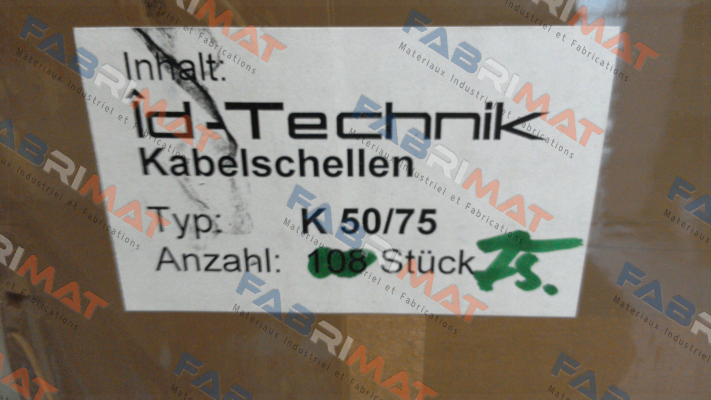 Inhalt:
id-Technik
Kabelschellen
Typ: K 50/75
Anzahl: 108 Stück
FABRIMAT
Materiaux Industriel et Fabrications